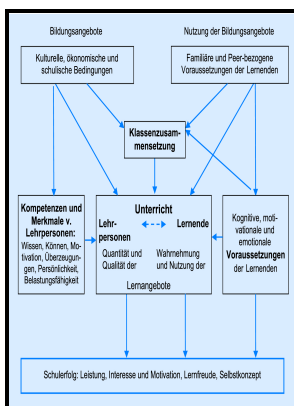 Bildungsangebote
Nutzung der Bildungsangebote
Kulturelle, ökonomische und
schulische Bedingungen
Familiäre und Peer-bezogene
Voraussetzungen der Lernenden
Klassenzusam-
mensetzung
Kompetenzen und
Merkmale v.
Lehrpersonen:
Wissen, Können, Mo-
tivation, Überzeugun-
gen, Persönlichkeit,
Belastungsfähigkeit
Unterricht
Lehr-
personen
Lernende
Quantität und
Qualität der
Wahrnehmung
und Nutzung der
Lernangebote
Kognitive, moti-
vationale und
emotionale
Voraussetzungen
der Lernenden
Schulerfolg: Leistung, Interesse und Motivation, Lernfreude, Selbstkonzept